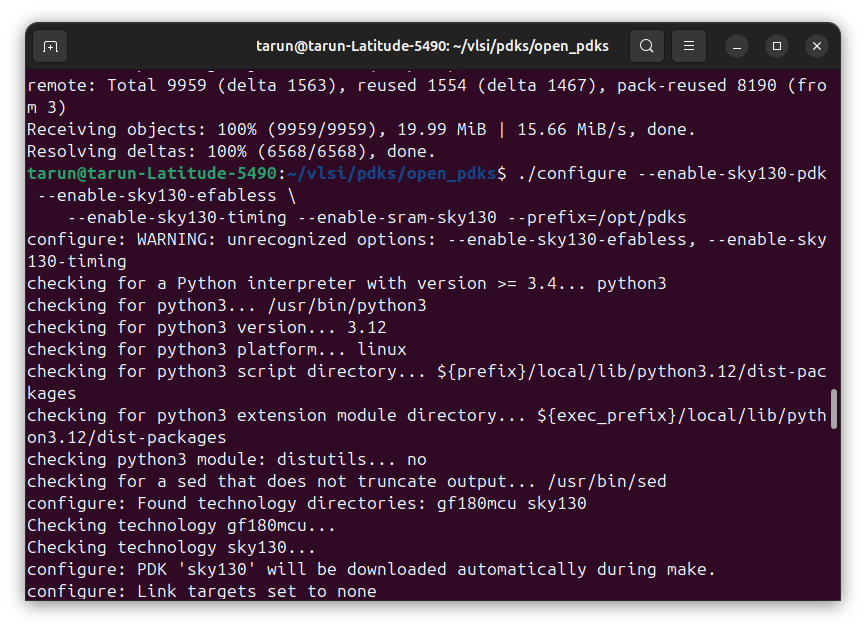 tarun@tarun-Latitude-5490: ~/vlsi/pdks/open_pdks
remote: Total 9959 (delta 1563), reused 1554 (delta 1467), pack-reused 8190 (fro
m 3)
Receiving objects: 100% (9959/9959), 19.99 MiB | 15.66 MiB/s, done.
Resolving deltas: 100% (6568/6568), done.
tarun@tarun-Latitude-5490:~/vlsi/pdks/open_pdks$ ./configure --enable-sky130-pdk
 --enable-sky130-efabless \
    --enable-sky130-timing --enable-sram-sky130 --prefix=/opt/pdks
configure: WARNING: unrecognized options: --enable-sky130-efabless, --enable-sky
130-timing
checking for a Python interpreter with version >= 3.4... python3
checking for python3... /usr/bin/python3
checking for python3 version... 3.12
checking for python3 platform... linux
checking for python3 script directory... ${prefix}/local/lib/python3.12/dist-pac
kages
checking for python3 extension module directory... ${exec_prefix}/local/lib/pyth
on3.12/dist-packages
checking python3 module: distutils... no
checking for a sed that does not truncate output... /usr/bin/sed
configure: Found technology directories: gf180mcu sky130
Checking technology gf180mcu...
Checking technology sky130...
configure: PDK 'sky130' will be downloaded automatically during make.
configure: Link targets set to none